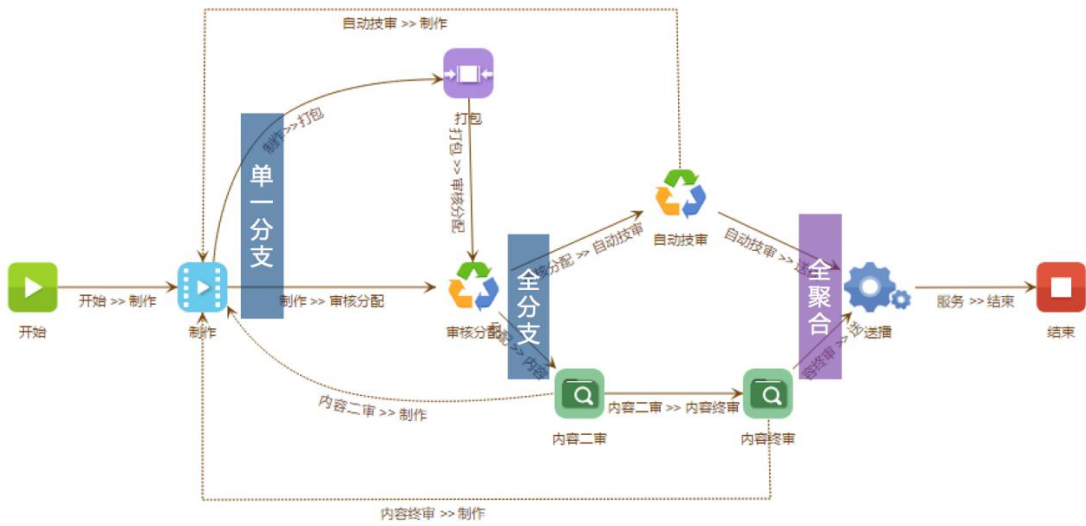 自动技审 >> 制作
制作 >> 打包
打包
打包 >> 审核分配
单一分支
自动技审
核分配 >> 自动技审
自动技审 >> 送
全分支
全聚合
开始 >> 制作
制作 >> 审核分配
服务 >> 结束
开始
制作
审核分配
送播
结束
分配 >> 内容
容终审 >> 送
内容二审 >> 制作
内容二审 >> 内容终审
内容二审
内容终审
内容终审 >> 制作